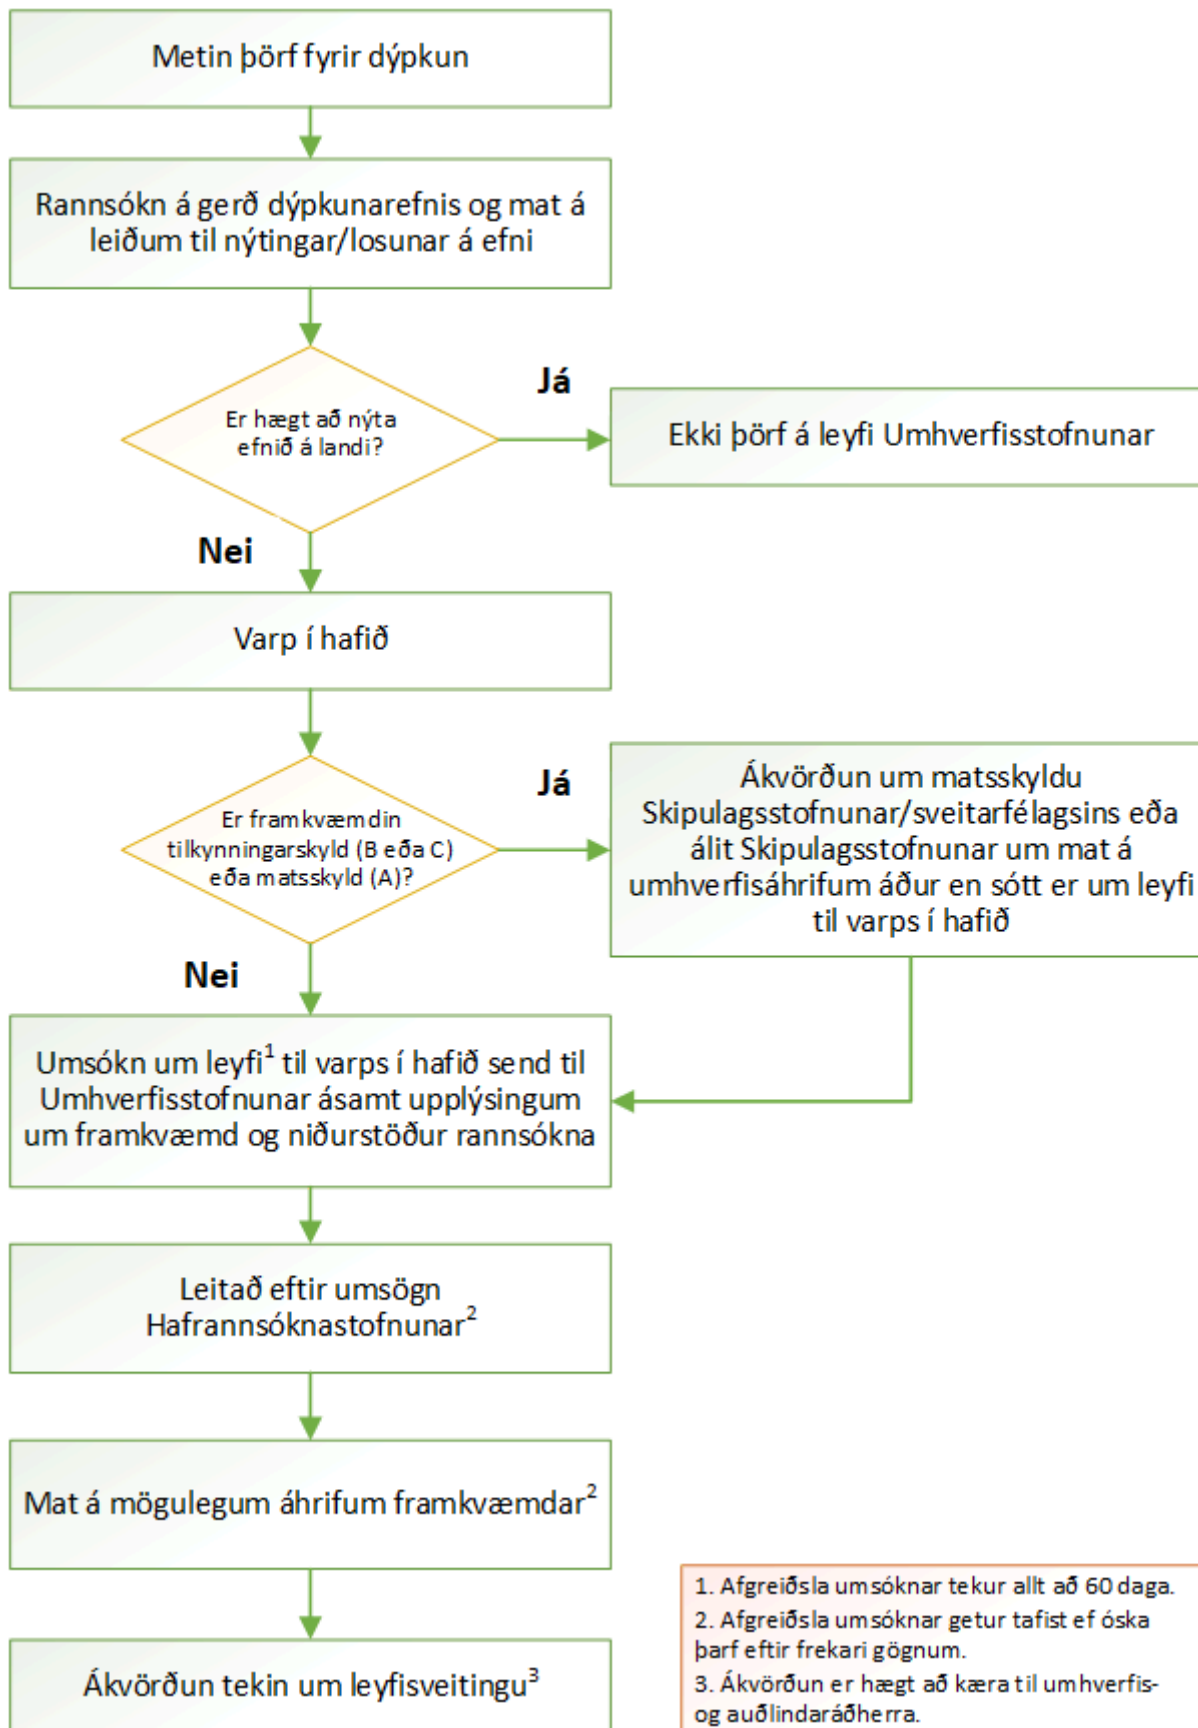 Metin þörf fyrir dýpkun
Rannsókn á gerð dýpkunarefnis og mat á
leiðum til nýtingar/losunar á efni
Er hægt að nýta
efnið á landi?
Já
Ekki þörf á leyfi Umhverfisstofnunar
Nei
Varp í hafið
Er framkvæmdin
tilkynningarskyld (B eða C)
eða matsskyld (A)?
Já
Ákvörðun um matsskyldu
Skipulagsstofnunar/sveitarfélagsins eða
álit Skipulagsstofnunar um mat á
umhverfisáhrifum áður en sótt er um leyfi
til varps í hafið
Nei
Umsókn um leyfi¹ til varps í hafið send til
Umhverfisstofnunar ásamt upplýsingum
um framkvæmd og niðurstöður rannsókna
Leitað eftir umsögn
Hafrannsóknastofnunar²
Mat á mögulegum áhrifum framkvæmdar²
Ákvörðun tekin um leyfisveitingu³
1. Afgreiðsla umsóknar tekur allt að 60 daga.
2. Afgreiðsla umsóknar getur tafist ef óska
þarf eftir frekari gögnum.
3. Ákvörðun er hægt að kæra til umhverfis-
og auðlindaráðherra.